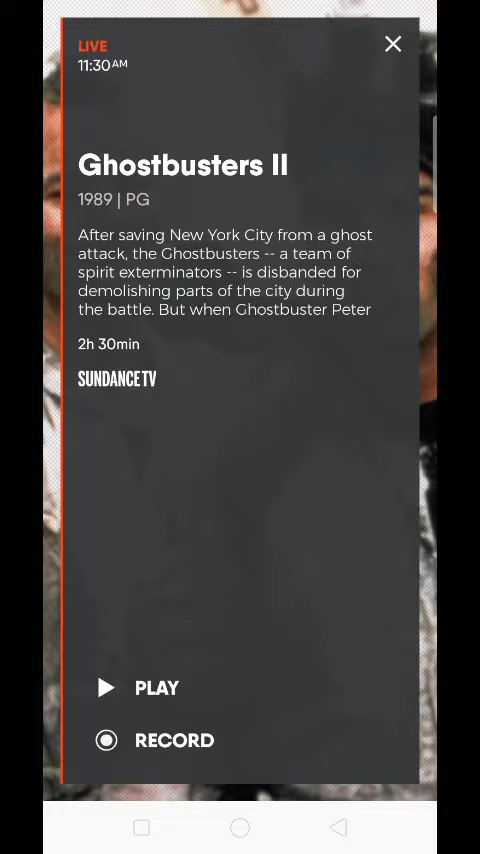 LIVE
11:30 AM
Ghostbusters II
1989 | PG
After saving New York City from a ghost
attack, the Ghostbusters -- a team of
spirit exterminators -- is disbanded for
demolishing parts of the city during
the battle. But when Ghostbuster Peter
2h 30min
SUNDANCE TV
PLAY
RECORD